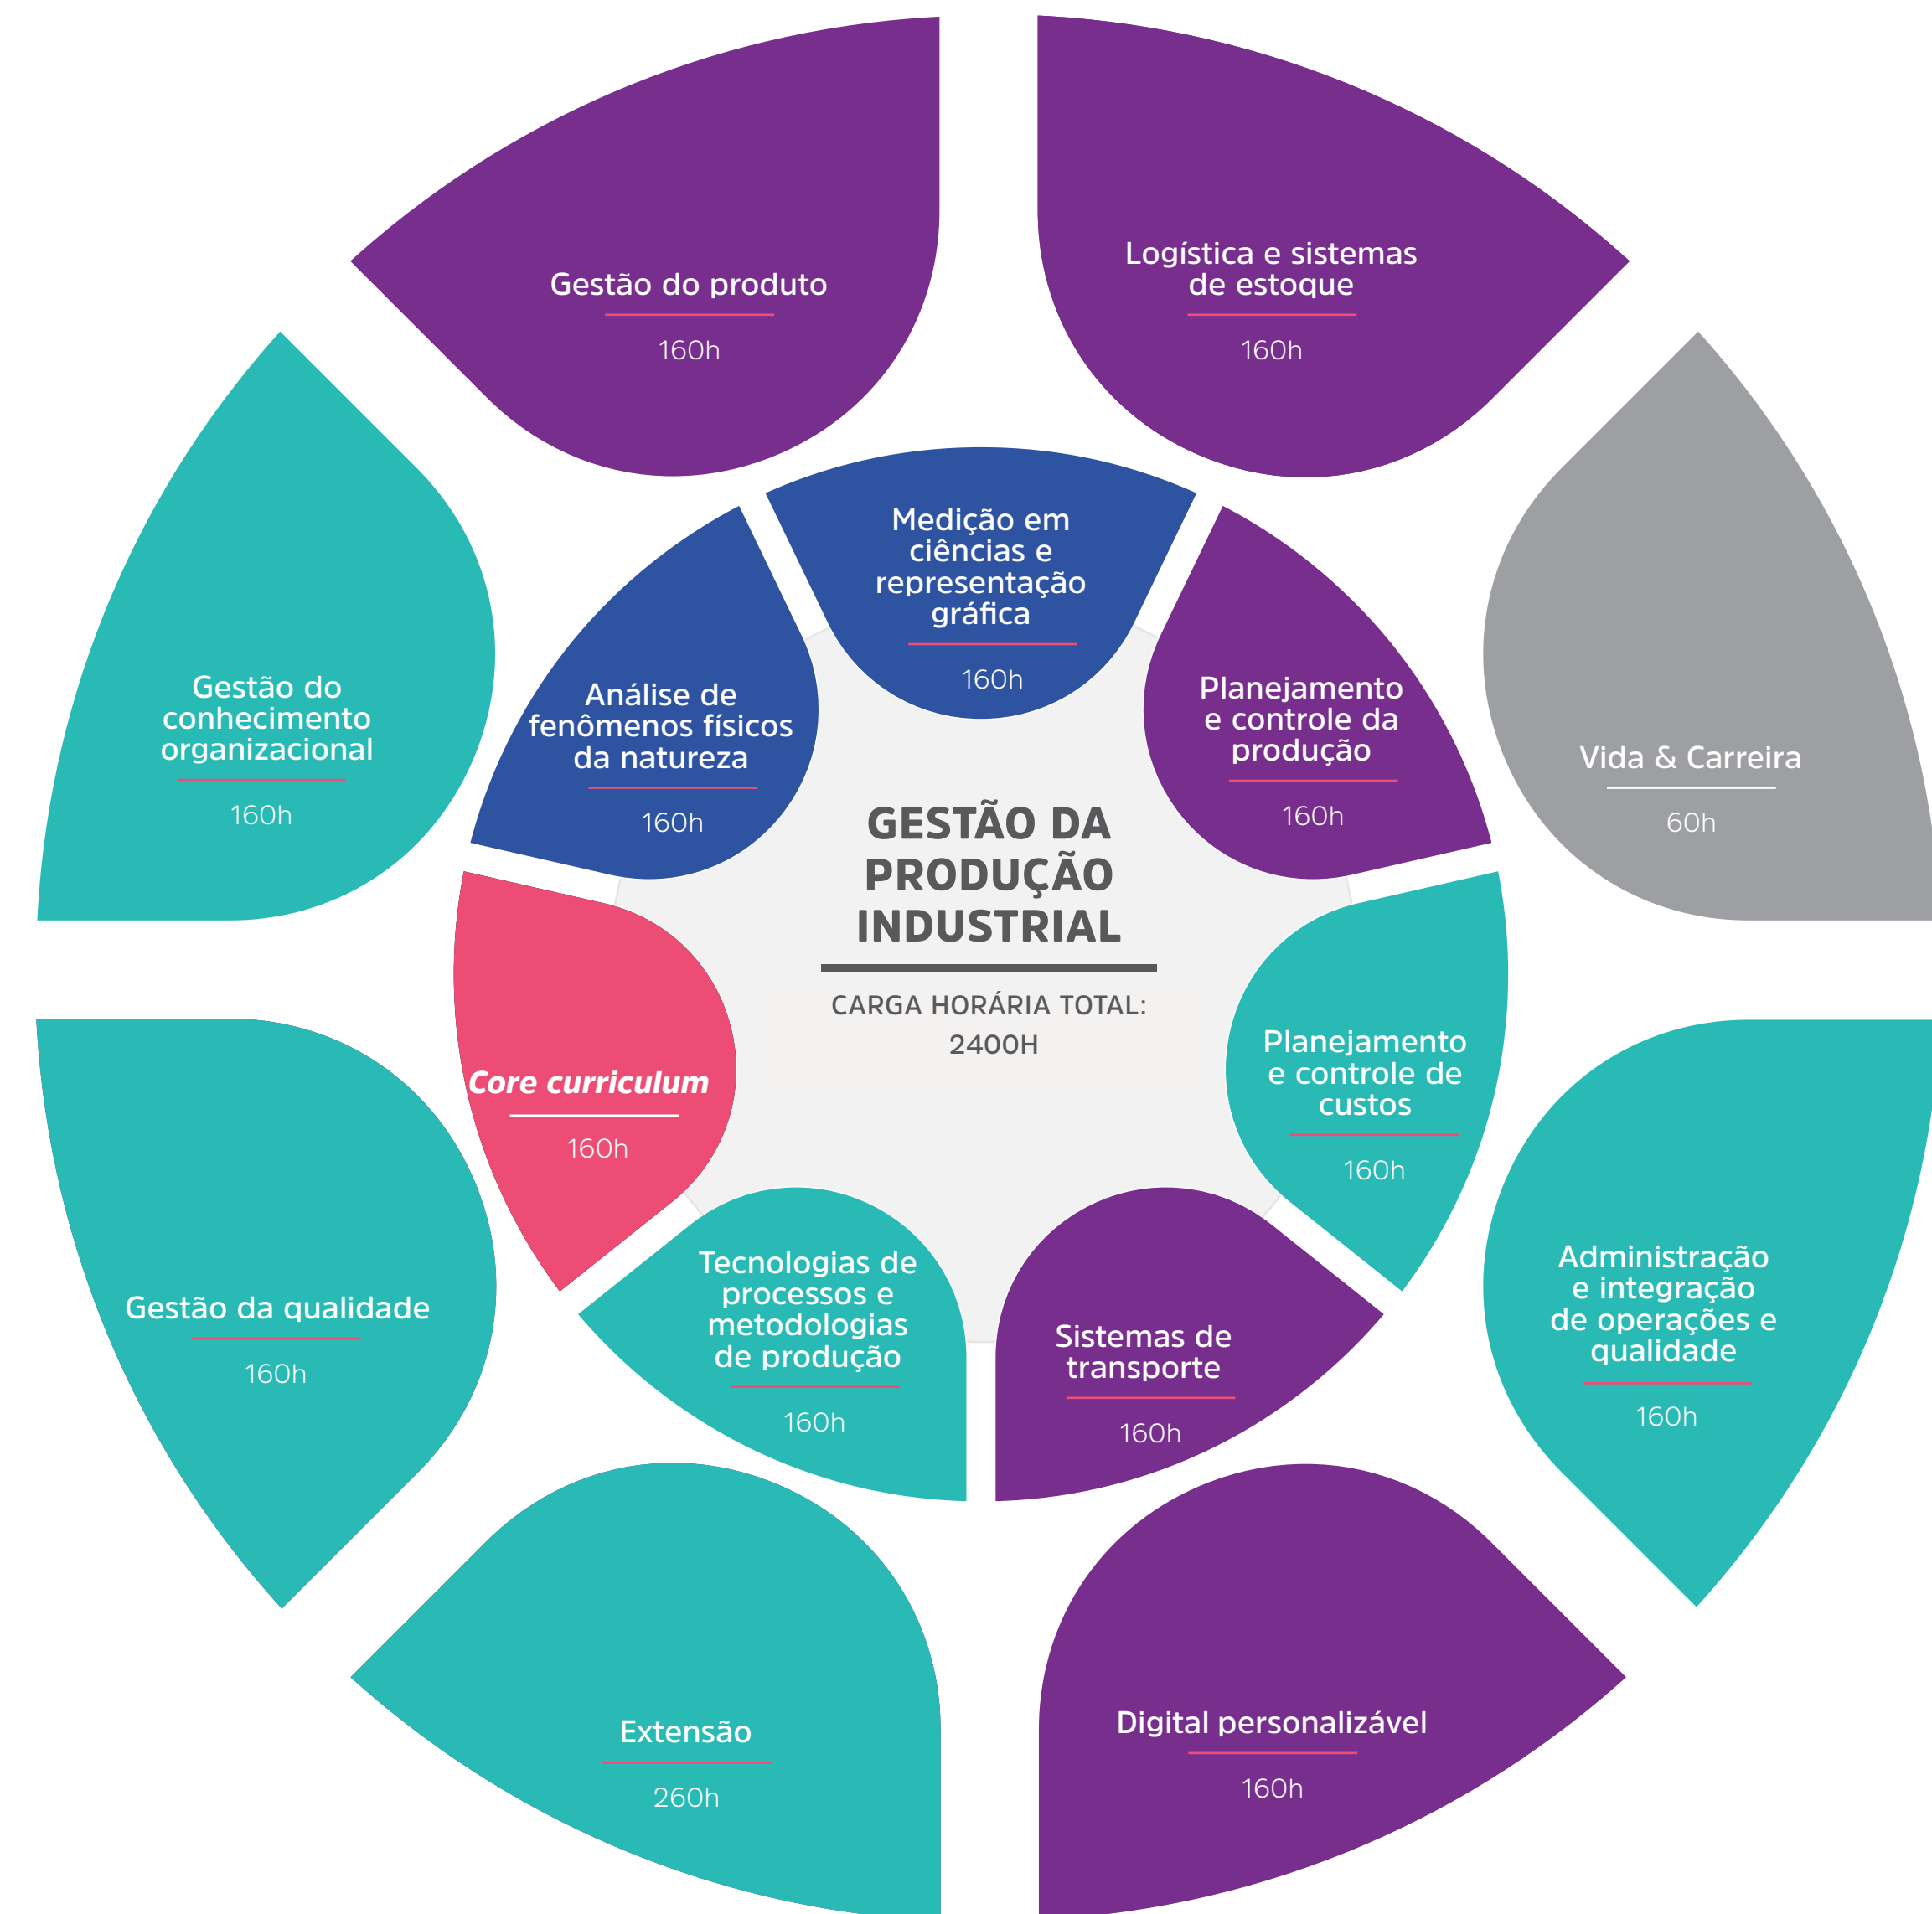 Gestão do produto
160h
Logística e sistemas
de estoque
160h
Gestão do
conhecimento
organizacional
160h
Medição em
ciências e
representação
gráfica
160h
Análise de
fenômenos físicos
da natureza
160h
Planejamento
e controle da
produção
160h
Vida & Carreira
60h
GESTÃO DA
PRODUÇÃO
INDUSTRIAL
CARGA HORÁRIA TOTAL:
2400H
Core curriculum
160h
Planejamento
e controle de
custos
160h
Gestão da qualidade
160h
Tecnologias de
processos e
metodologias
de produção
160h
Sistemas de
transporte
160h
Administração
e integração
de operações e
qualidade
160h
Extensão
260h
Digital personalizável
160h